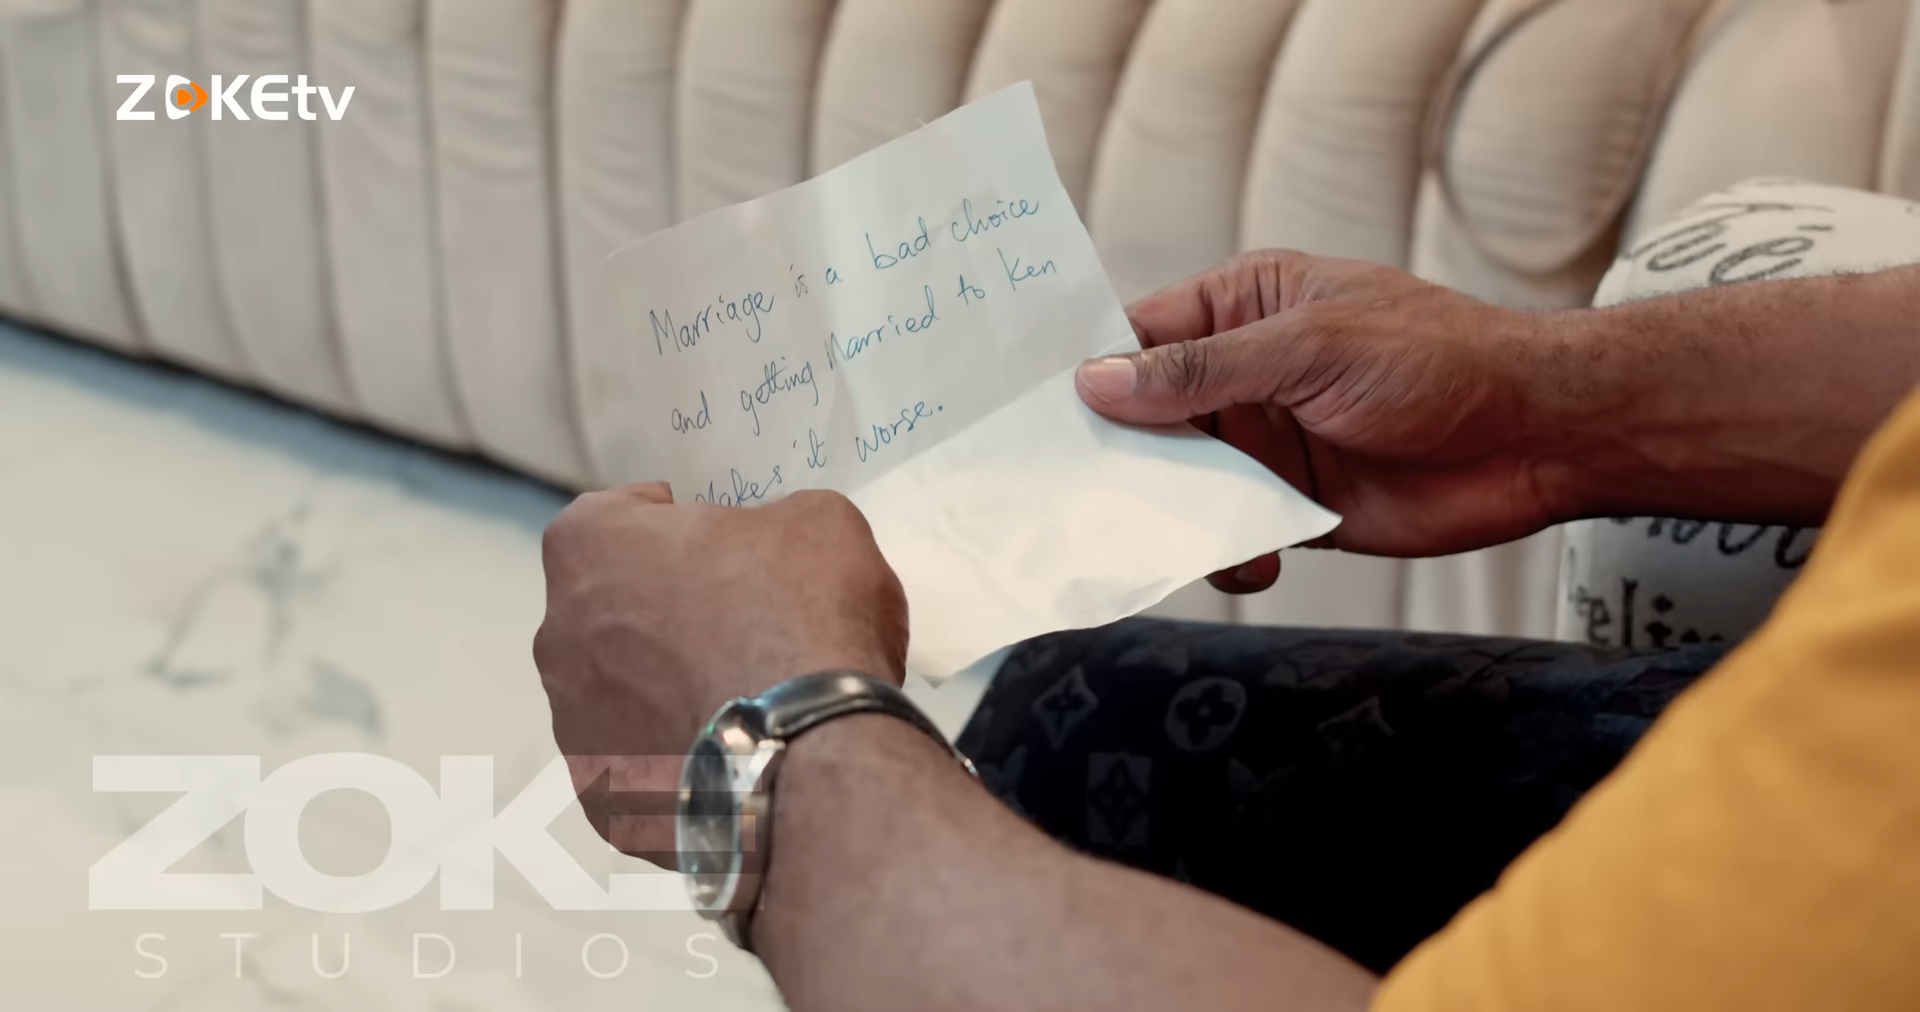 ZOKEtv
Marriage is a bad choice
and getting Married to Ken
Makes it worse.
ZOKE
STUDIOS